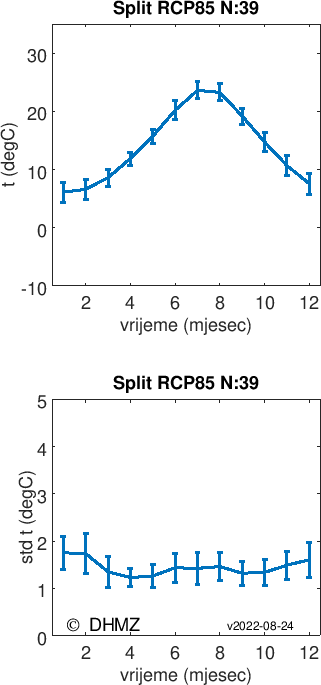 Split RCP85 N:39
30
20
10
0
-10
t (degC)
2 4 6 8 10 12
vrijeme (mjesec)
Split RCP85 N:39
5
4
3
2
1
0
std t (degC)
© DHMZ
v2022-08-24
2 4 6 8 10 12
vrijeme (mjesec)